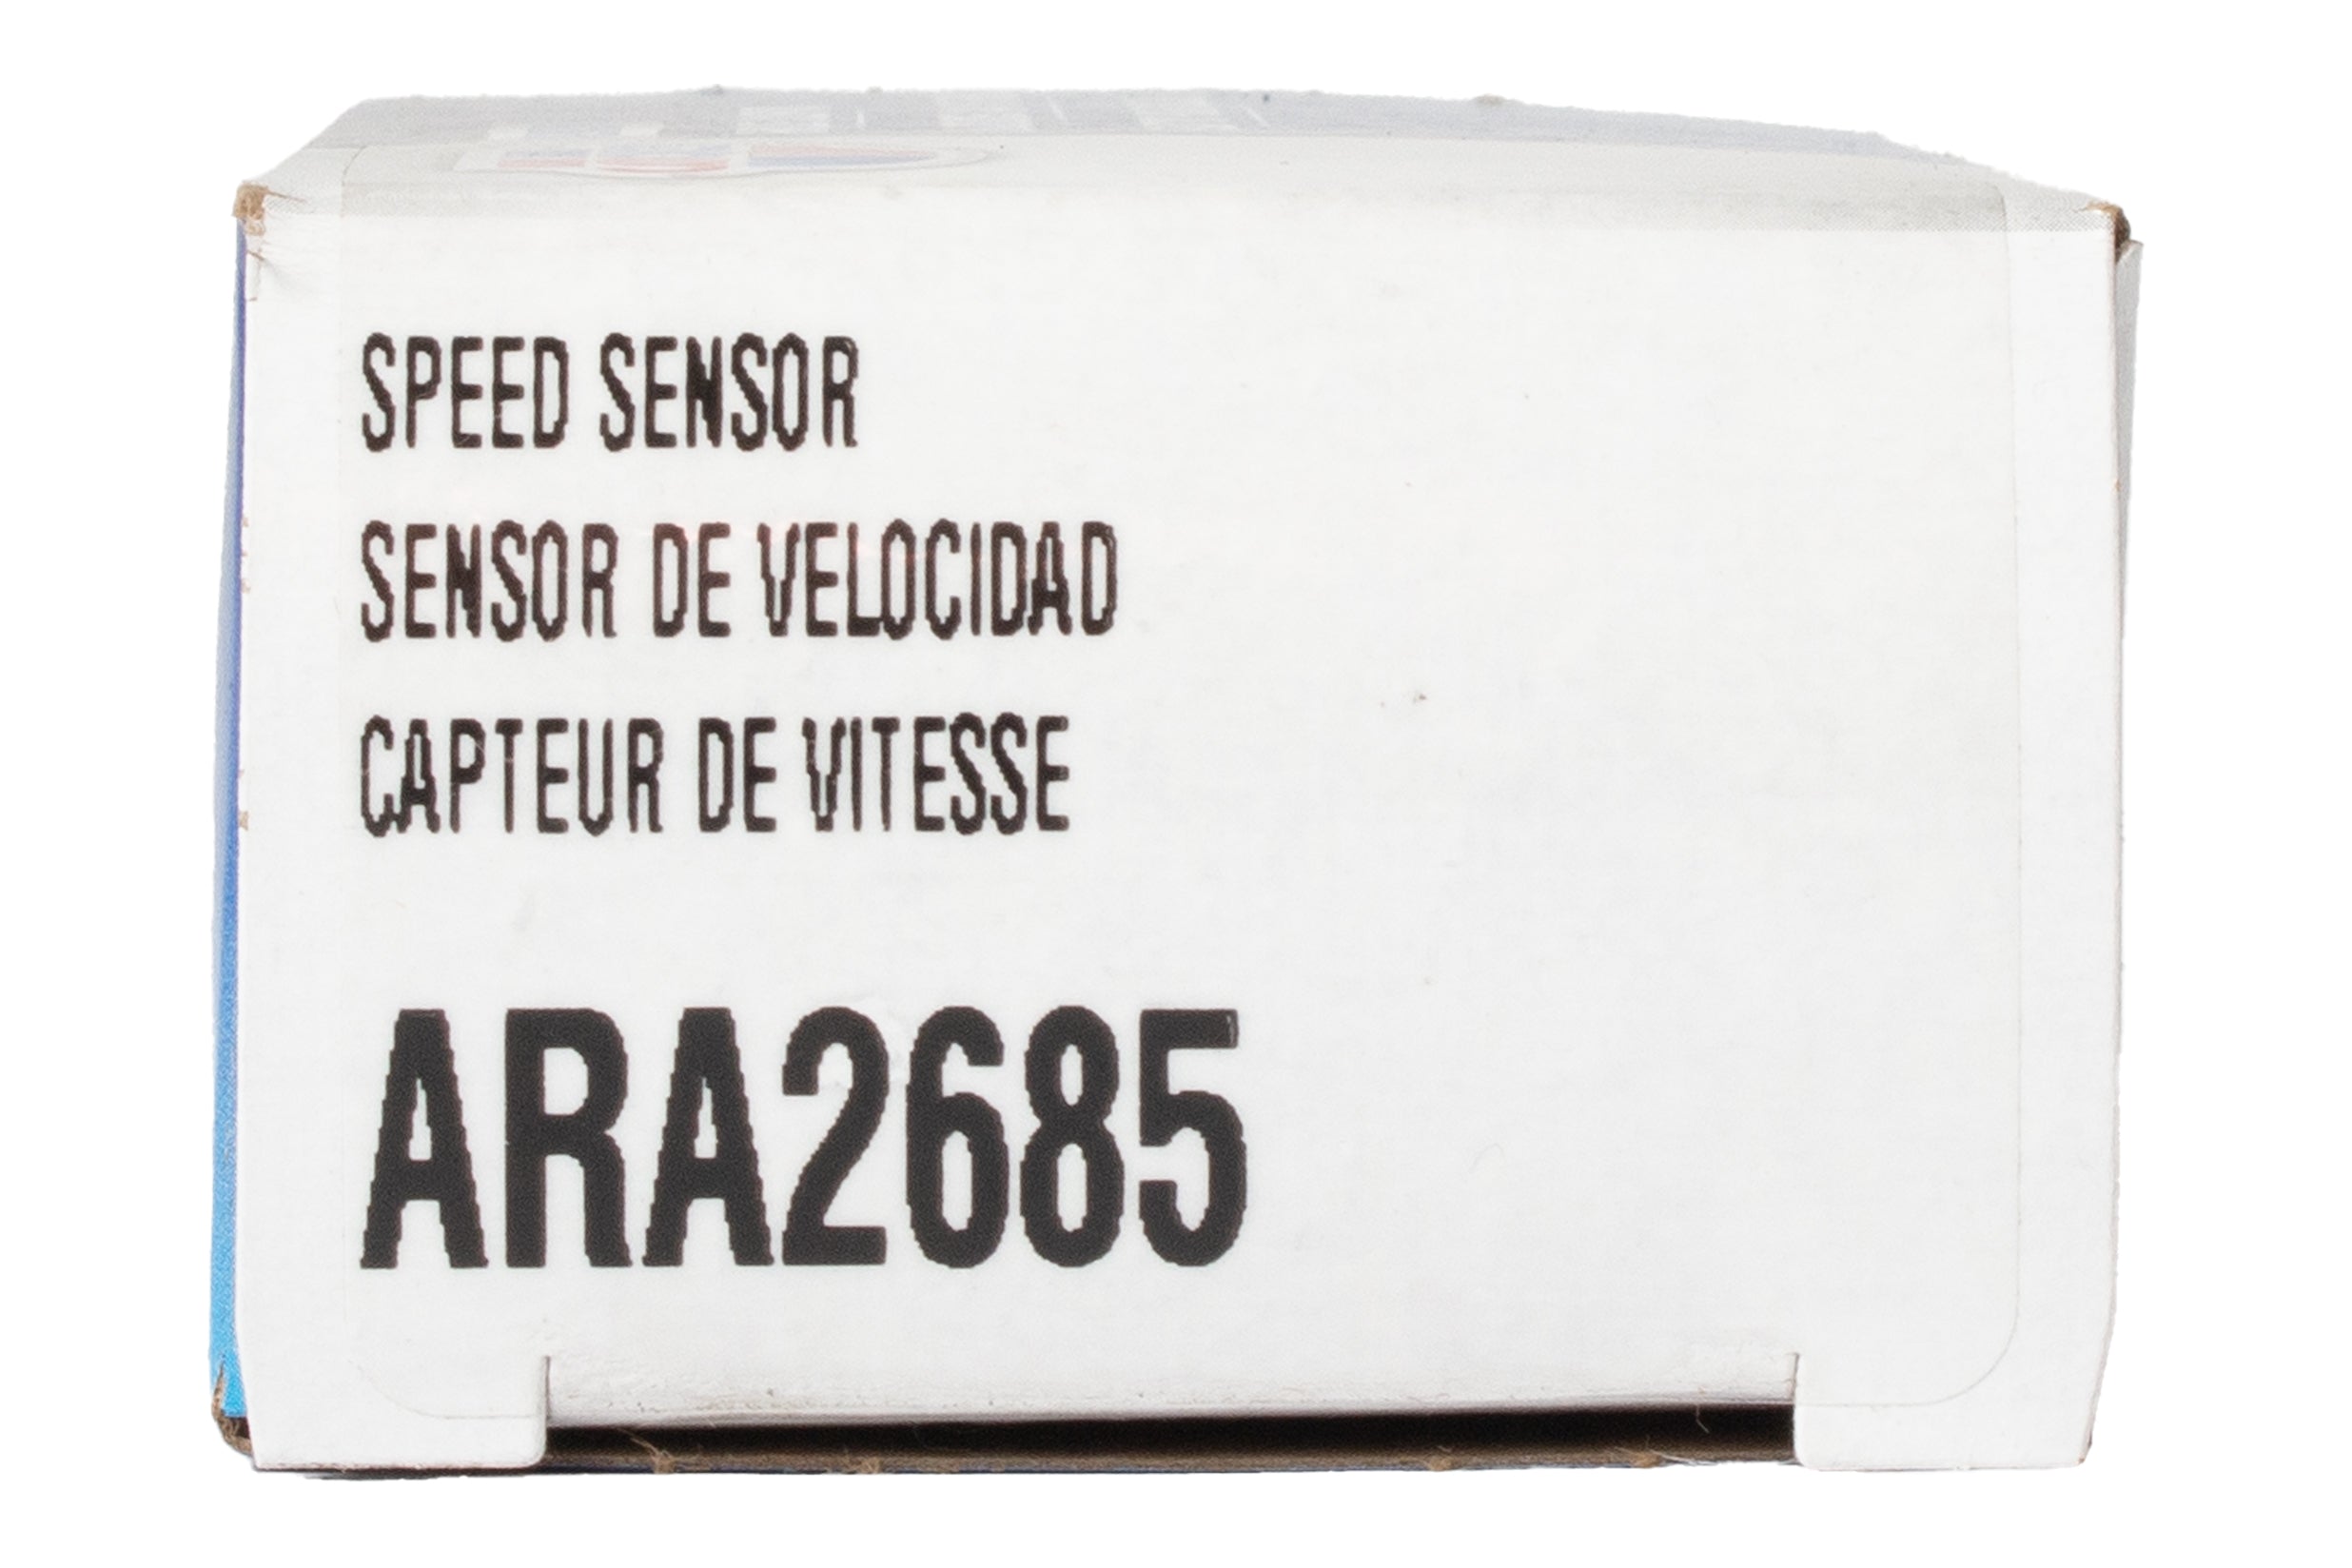 SPEED SENSOR
SENSOR DE VELOCIDAD
CAPTEUR DE VITESSE
ARA2685